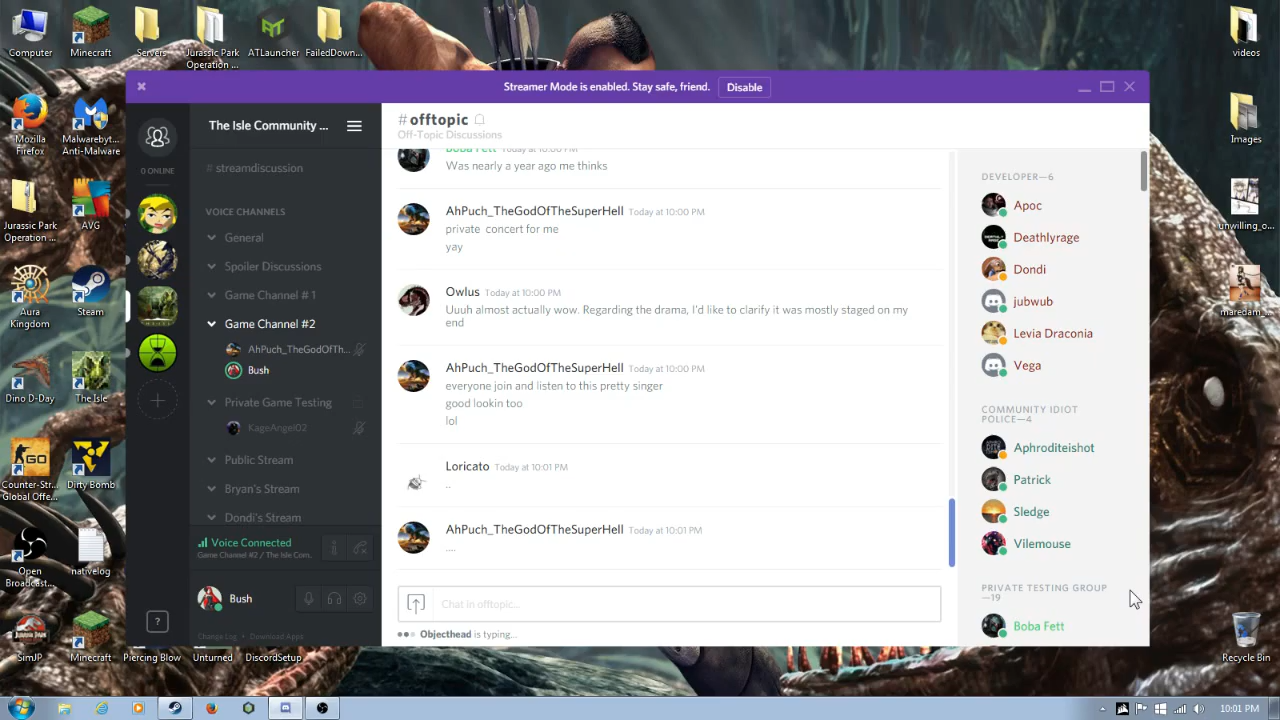 Computer
Minecraft
Servers
Jurassic Park
Operation ...
ATLauncher
FailedDown...
videos
Streamer Mode is enabled. Stay safe, friend.
Disable
Mozilla
Firefox
Malwarebyt...
Anti-Malware
Images
Jurassic Park
Operation ...
AVG
unwilling_o...
Aura
Kingdom
Steam
maredam_...
Dino D-Day
The Isle
Counter-Str...
Global Offe...
Dirty Bomb
Open
Broadcast...
nativelog
SimJP
Minecraft
Piercing Blow
Unturned
DiscordSetup
Recycle Bin
0 ONLINE
The Isle Community ...
# streamdiscussion
VOICE CHANNELS
General
Spoiler Discussions
Game Channel # 1
Game Channel #2
AhPuch_TheGodOfTh...
Bush
Private Game Testing
KageAngel02
Public Stream
Bryan's Stream
Dondi's Stream
Voice Connected
Game Channel #2 / The Isle Com...
Bush
?
Change Log • Download Apps
#offtopic
Off-Topic Discussions
Boba Fett Today at 10:00 PM
Was nearly a year ago me thinks
AhPuch_TheGodOfTheSuperHell Today at 10:00 PM
private concert for me
yay
Owlus Today at 10:00 PM
Uuuh almost actually wow. Regarding the drama, I'd like to clarify it was mostly staged on my
end
AhPuch_TheGodOfTheSuperHell Today at 10:00 PM
everyone join and listen to this pretty singer
good lookin too
lol
Loricato Today at 10:01 PM
..
AhPuch_TheGodOfTheSuperHell Today at 10:01 PM
....
Chat in offtopic...
Objecthead is typing...
DEVELOPER—6
Apoc
Deathlyrage
Dondi
jubwub
Levia Draconia
Vega
COMMUNITY IDIOT
POLICE—4
Aphroditeishot
Patrick
Sledge
Vilemouse
PRIVATE TESTING GROUP
—19
Boba Fett
10:01 PM